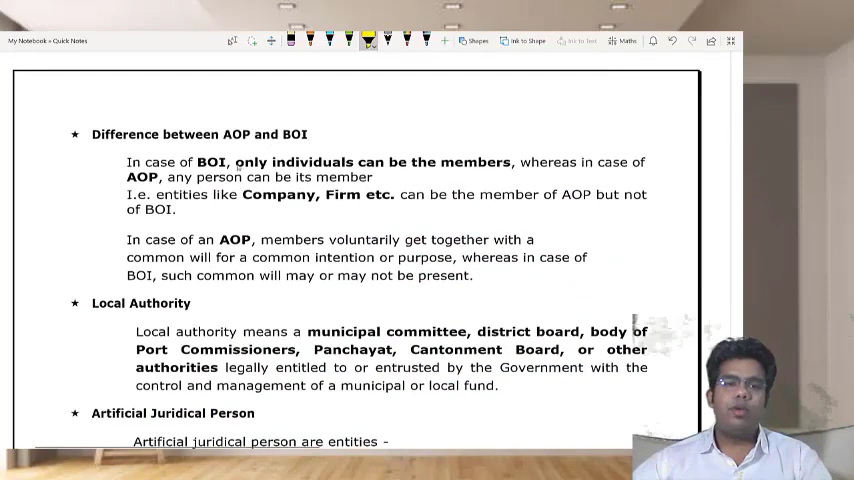 My Notebook » Quick Notes
Shapes
Ink to Shape
Ink to Text
Maths
★ Difference between AOP and BOI
In case of BOI, only individuals can be the members, whereas in case of
AOP, any person can be its member
I.e. entities like Company, Firm etc. can be the member of AOP but not
of BOI.
In case of an AOP, members voluntarily get together with a
common will for a common intention or purpose, whereas in case of
BOI, such common will may or may not be present.
★ Local Authority
Local authority means a municipal committee, district board, body of
Port Commissioners, Panchayat, Cantonment Board, or other
authorities legally entitled to or entrusted by the Government with the
control and management of a municipal or local fund.
★ Artificial Juridical Person
Artificial juridical person are entities -